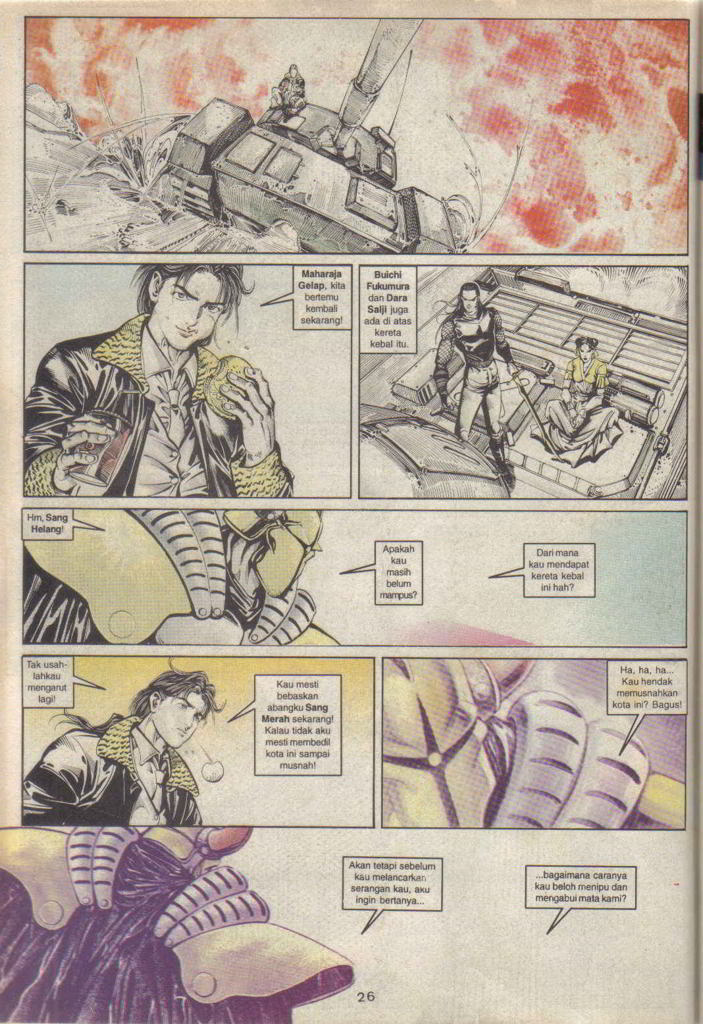 Maharaja
Gelap, kita
bertemu
kembali
sekarang!
Buichi
Fukumura
dan Dara
Salji juga
ada di atas
kereta
kebal itu.
Hm, Sang
Helang!
Apakah
kau
masih
belum
mampus?
Dari mana
kau mendapat
kereta kebal
ini hah?
Tak usah-
lahkau
mengarut
lagi!
Kau mesti
bebaskan
abangku Sang
Merah sekarang!
Kalau tidak aku
mesti membedil
kota ini sampai
musnah!
Ha, ha, ha...
Kau hendak
memusnahkan
kota ini? Bagus!
Akan tetapi sebelum
kau melancarkan
serangan kau, aku
ingin bertanya...
...bagaimana caranya
kau beloh menipu dan
mengabui mata kami?
26